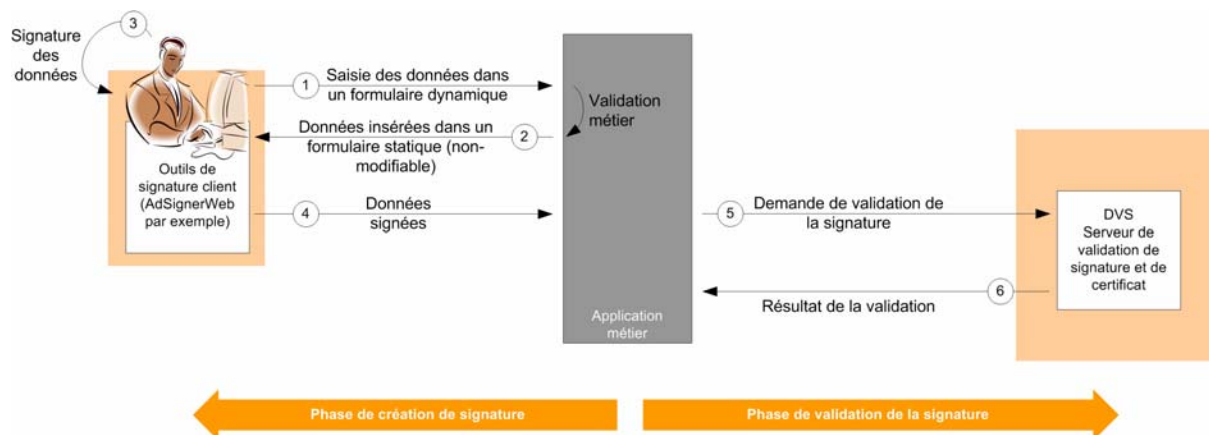 3
Signature
des
données
1
Saisie des données dans
un formulaire dynamique
Validation
métier
Données insérées dans un
2
formulaire statique (non-
modifiable)
Outils de
signature client
(AdSignerWeb
par exemple)
4
Données
signées
5
Demande de validation de
la signature
DVS
Serveur de
validation de
signature et de
certificat
6
Résultat de la validation
Application
métier
Phase de création de signature
Phase de validation de la signature